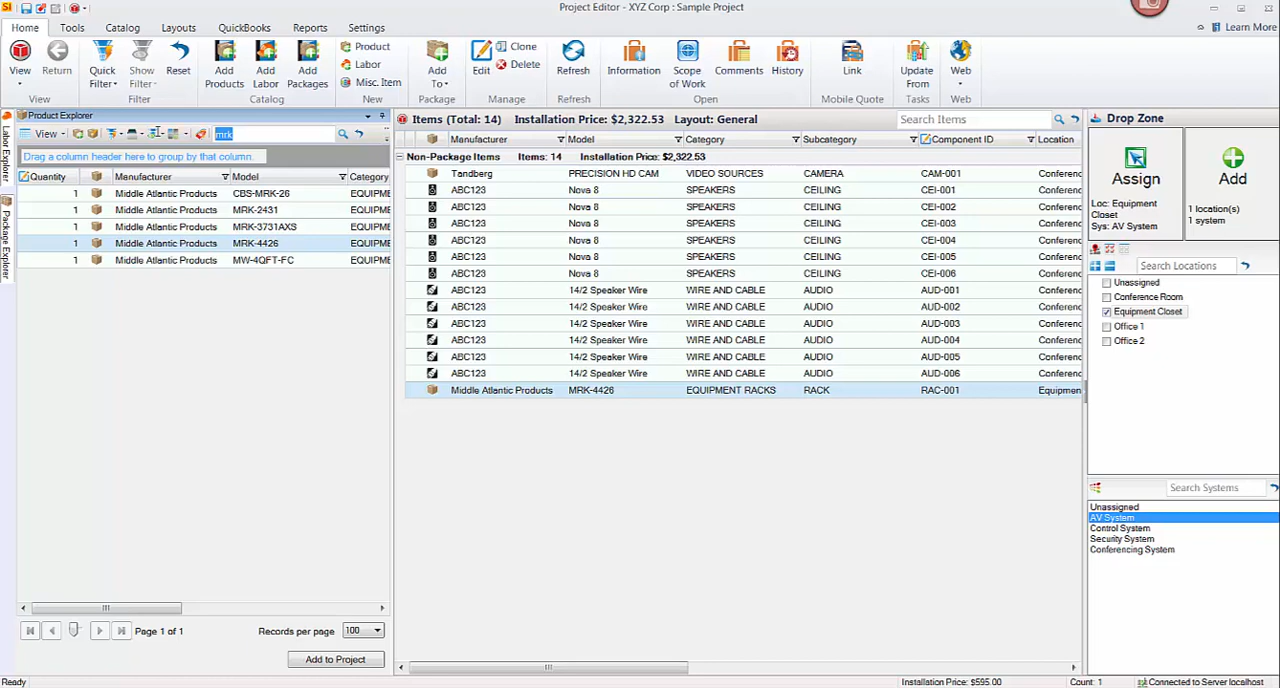 SI
Project Editor - XYZ Corp : Sample Project
Home Tools Catalog Layouts QuickBooks Reports Settings
Learn More
View Return Quick Filter Show Filter Reset Add Products Add Labor Add Packages
Product
Labor
Misc. Item
Add To
Edit Clone
Delete
Refresh Information Scope of Work Comments History Link Update From Web
View Filter Catalog New Package Manage Refresh Open Mobile Quote Tasks Web
Labor Explorer
Package Explorer
Product Explorer
View mrk
Drag a column header here to group by that column.
Quantity Manufacturer Model Category
1 Middle Atlantic Products CBS-MRK-26 EQUIPME
1 Middle Atlantic Products MRK-2431 EQUIPME
1 Middle Atlantic Products MRK-3731AXS EQUIPME
1 Middle Atlantic Products MRK-4426 EQUIPME
1 Middle Atlantic Products MW-4QFT-FC EQUIPME
Page 1 of 1 Records per page 100
Add to Project
Items (Total: 14) Installation Price: $2,322.53 Layout: General Search Items
Manufacturer Model Category Subcategory Component ID Location
Non-Package Items Items: 14 Installation Price: $2,322.53
Tandberg PRECISION HD CAM VIDEO SOURCES CAMERA CAM-001 Conferenc
ABC123 Nova 8 SPEAKERS CEILING CEI-001 Conferenc
ABC123 Nova 8 SPEAKERS CEILING CEI-002 Conferenc
ABC123 Nova 8 SPEAKERS CEILING CEI-003 Conferenc
ABC123 Nova 8 SPEAKERS CEILING CEI-004 Conferenc
ABC123 Nova 8 SPEAKERS CEILING CEI-005 Conferenc
ABC123 Nova 8 SPEAKERS CEILING CEI-006 Conferenc
ABC123 14/2 Speaker Wire WIRE AND CABLE AUDIO AUD-001 Conferenc
ABC123 14/2 Speaker Wire WIRE AND CABLE AUDIO AUD-002 Conferenc
ABC123 14/2 Speaker Wire WIRE AND CABLE AUDIO AUD-003 Conferenc
ABC123 14/2 Speaker Wire WIRE AND CABLE AUDIO AUD-004 Conferenc
ABC123 14/2 Speaker Wire WIRE AND CABLE AUDIO AUD-005 Conferenc
ABC123 14/2 Speaker Wire WIRE AND CABLE AUDIO AUD-006 Conferenc
Middle Atlantic Products MRK-4426 EQUIPMENT RACKS RACK RAC-001 Equipmen
Drop Zone
Assign
Loc: Equipment
Closet
Sys: AV System
Add
1 location(s)
1 system
Search Locations
Unassigned
Conference Room
Equipment Closet
Office 1
Office 2
Search Systems
Unassigned
AV System
Control System
Security System
Conferencing System
Ready Installation Price: $595.00 Count: 1 Connected to Server localhost